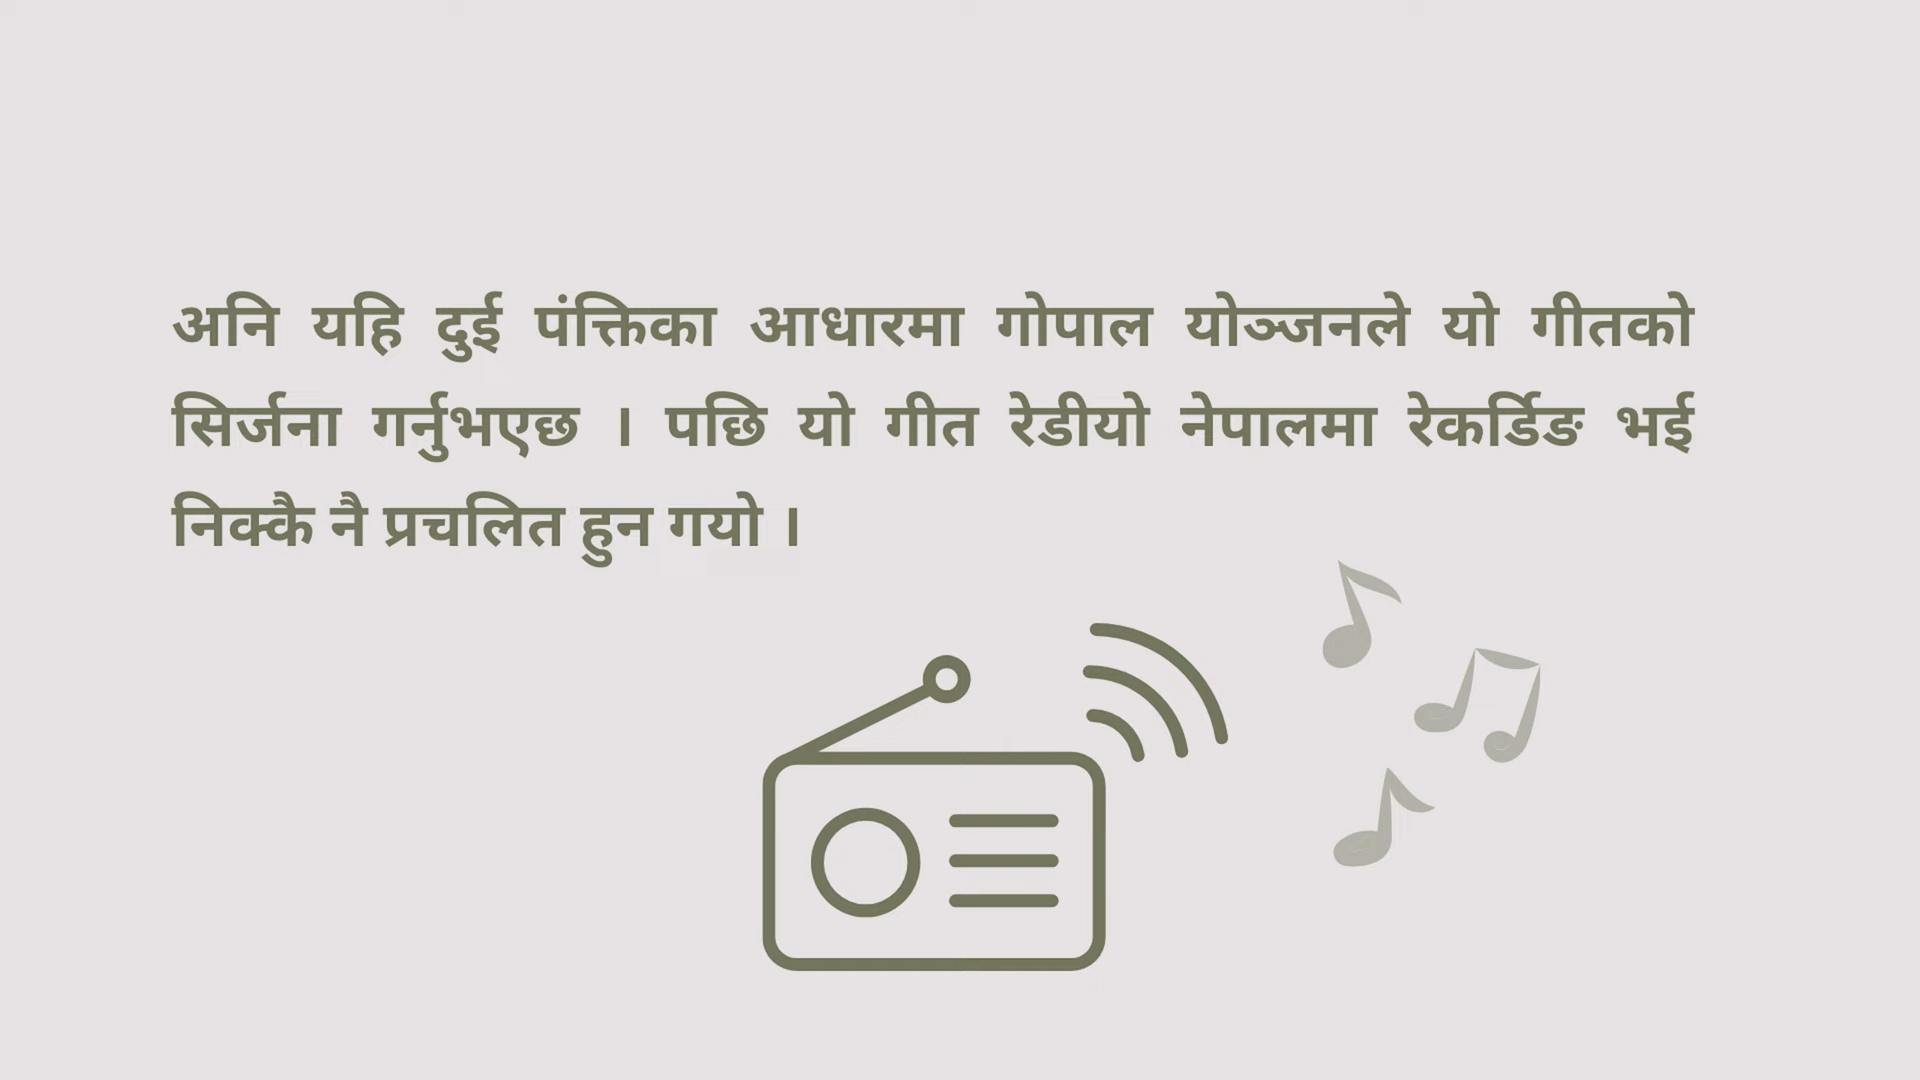 अनि यहि दुई पंक्तिका आधारमा गोपाल योञ्जनले यो गीतको
सिर्जना गर्नुभएछ । पछि यो गीत रेडीयो नेपालमा रेकर्डिङ भई
निक्कै नै प्रचलित हुन गयो ।